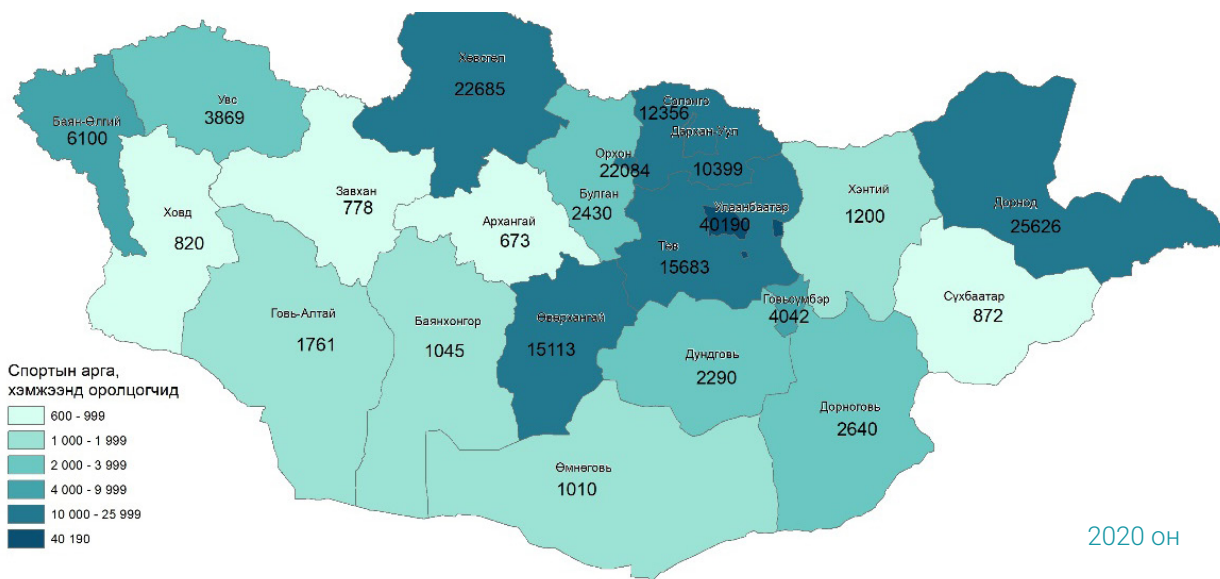 Хөвсгөл
22685
Увс
3869
Баян-Өлгий
6100
Сэлэнгэ
12356
Дархан-Уул
10399
Орхон
22084
Булган
2430
Завхан
778
Ховд
820
Архангай
673
Улаанбаатар
40190
Төв
15683
Хэнтий
1200
Дорнод
25626
Сүхбаатар
872
Говьсүмбэр
4042
Говь-Алтай
1761
Баянхонгор
1045
Өвөрхангай
15113
Дундговь
2290
Дорноговь
2640
Өмнөговь
1010
Спортын арга,
хэмжээнд оролцогчид
600 - 999
1 000 - 1 999
2 000 - 3 999
4 000 - 9 999
10 000 - 25 999
40 190
2020 он